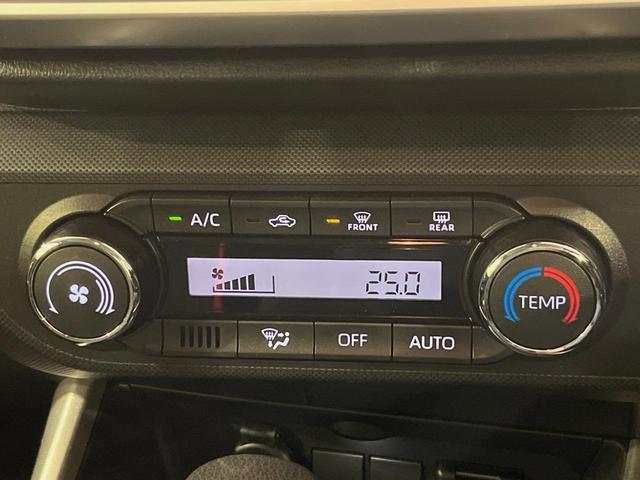 A/C
FRONT
REAR
25.0
TEMP
OFF
AUTO